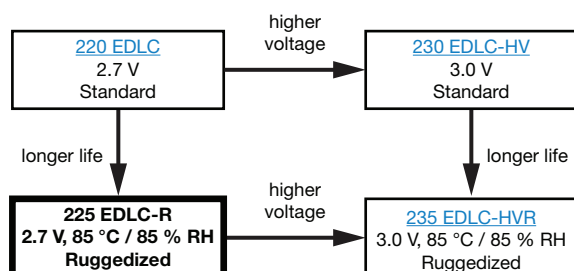 220 EDLC
2.7 V
Standard
higher
voltage
230 EDLC-HV
3.0 V
Standard
longer life
longer life
225 EDLC-R
2.7 V, 85 °C / 85 % RH
Ruggedized
higher
voltage
235 EDLC-HVR
3.0 V, 85 °C / 85 % RH
Ruggedized